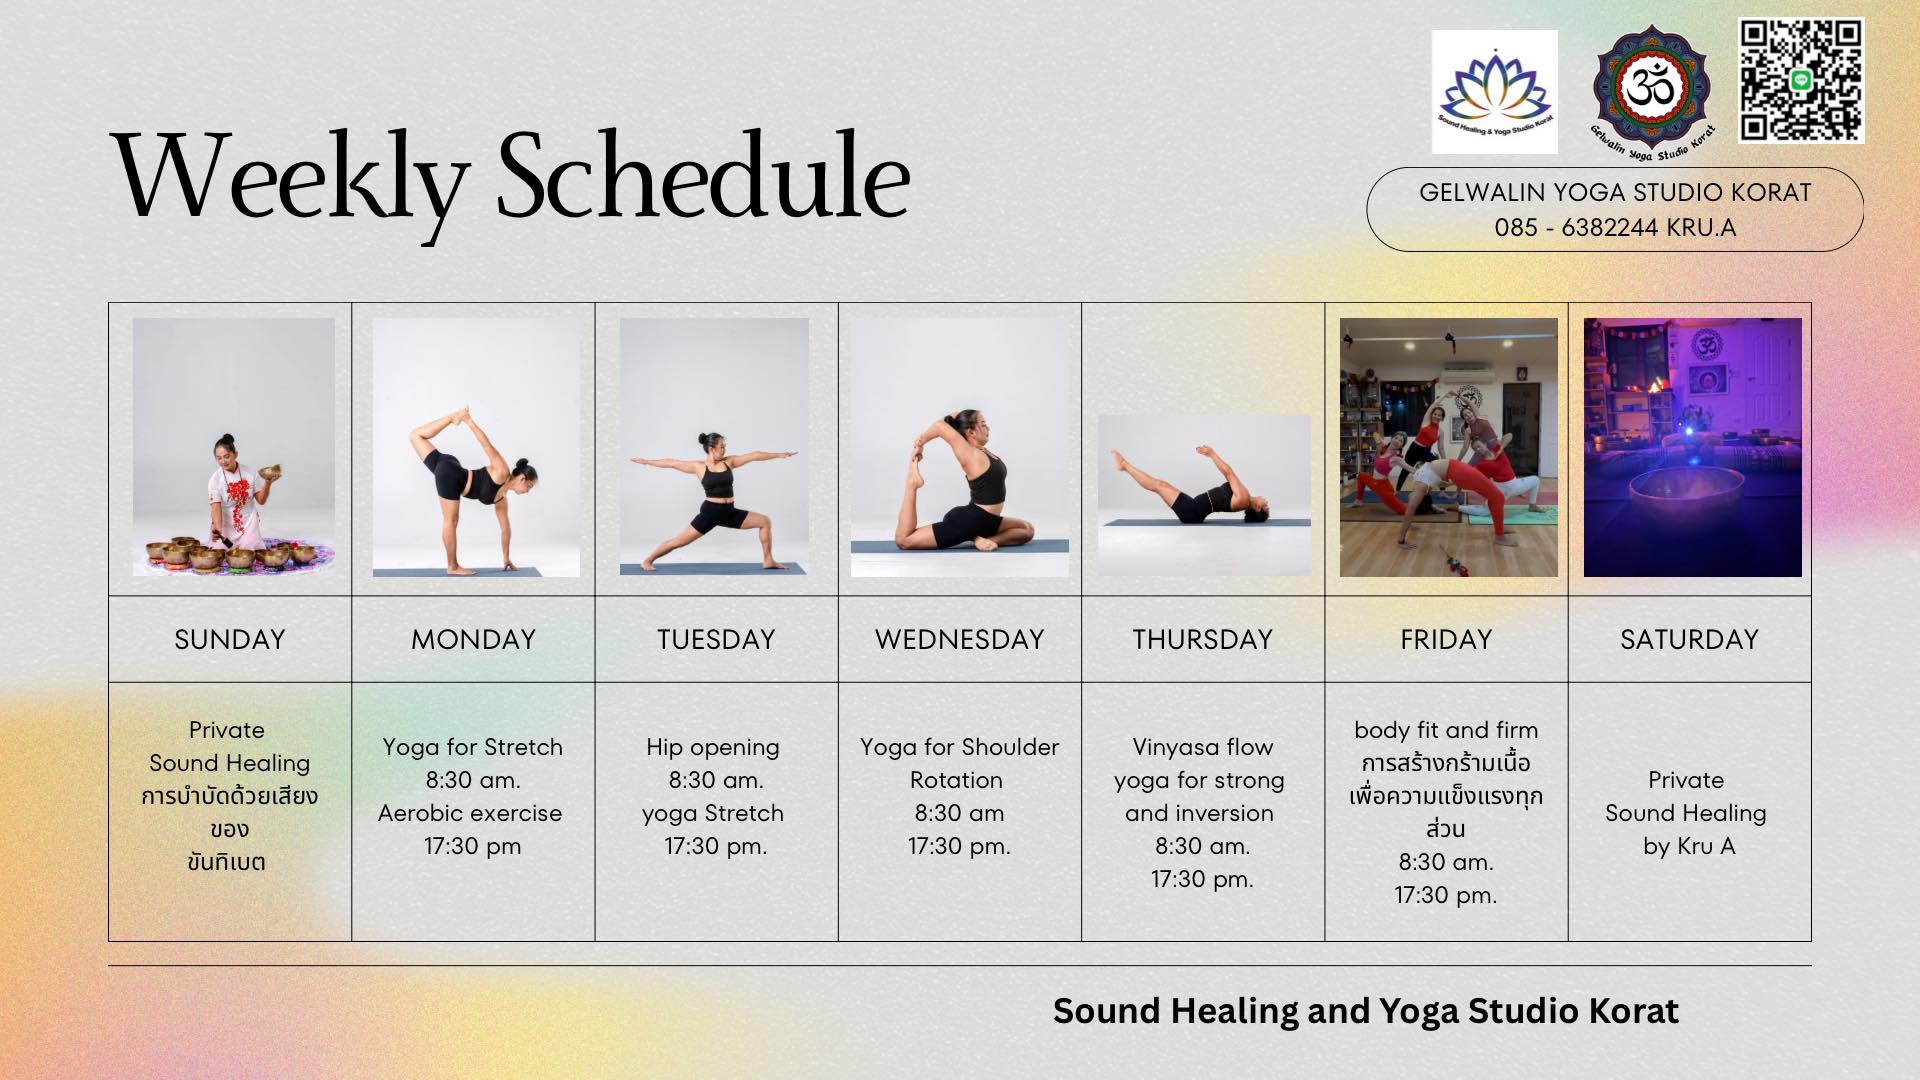 Sound Healing & Yoga Studio Korat
ॐ
Gelwalin Yoga Studio Korat
LINE
Weekly Schedule
GELWALIN YOGA STUDIO KORAT
085 - 6382244 KRU.A
SUNDAY
MONDAY
TUESDAY
WEDNESDAY
THURSDAY
FRIDAY
SATURDAY
Private
Sound Healing
การบำบัดด้วยเสียง
ของ
ขันทิเบต
Yoga for Stretch
8:30 am.
Aerobic exercise
17:30 pm
Hip opening
8:30 am.
yoga Stretch
17:30 pm.
Yoga for Shoulder
Rotation
8:30 am
17:30 pm.
Vinyasa flow
yoga for strong
and inversion
8:30 am.
17:30 pm.
body fit and firm
การสร้างกร้ามเนื้อ
เพื่อความแข็งแรงทุก
ส่วน
8:30 am.
17:30 pm.
Private
Sound Healing
by Kru A
Sound Healing and Yoga Studio Korat